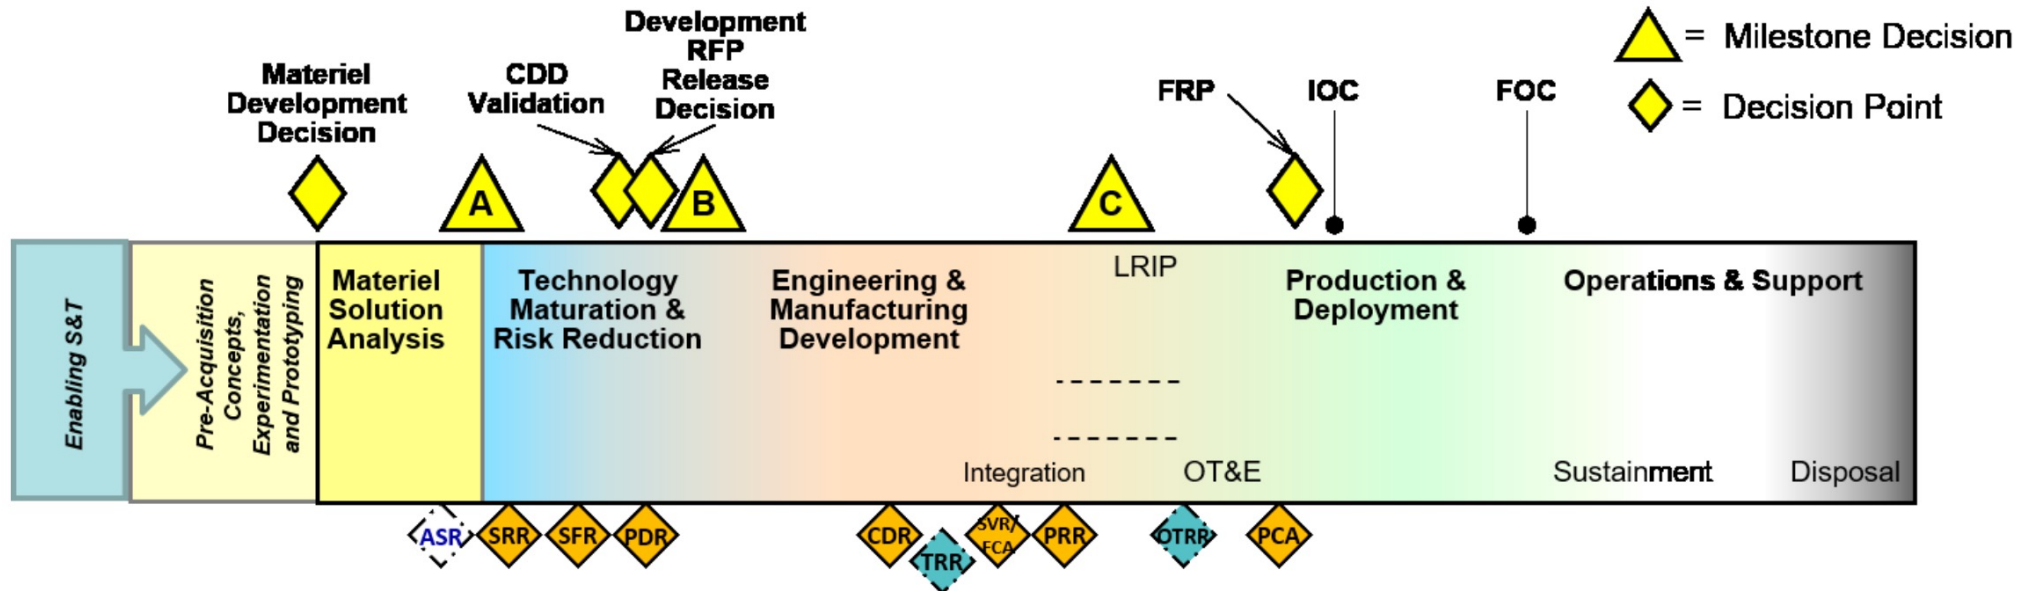 Materiel
Development
Decision
CDD
Validation
Development
RFP
Release
Decision
FRP
IOC
FOC
= Milestone Decision
= Decision Point
A
B
C
Enabling S&T
Pre-Acquisition
Concepts,
Experimentation
and Prototyping
Materiel
Solution
Analysis
Technology
Maturation &
Risk Reduction
Engineering &
Manufacturing
Development
LRIP
Production &
Deployment
Operations & Support
Integration
OT&E
Sustainment
Disposal
ASR
SRR
SFR
PDR
CDR
TRR
SVR/
FCA
PRR
OTRR
PCA